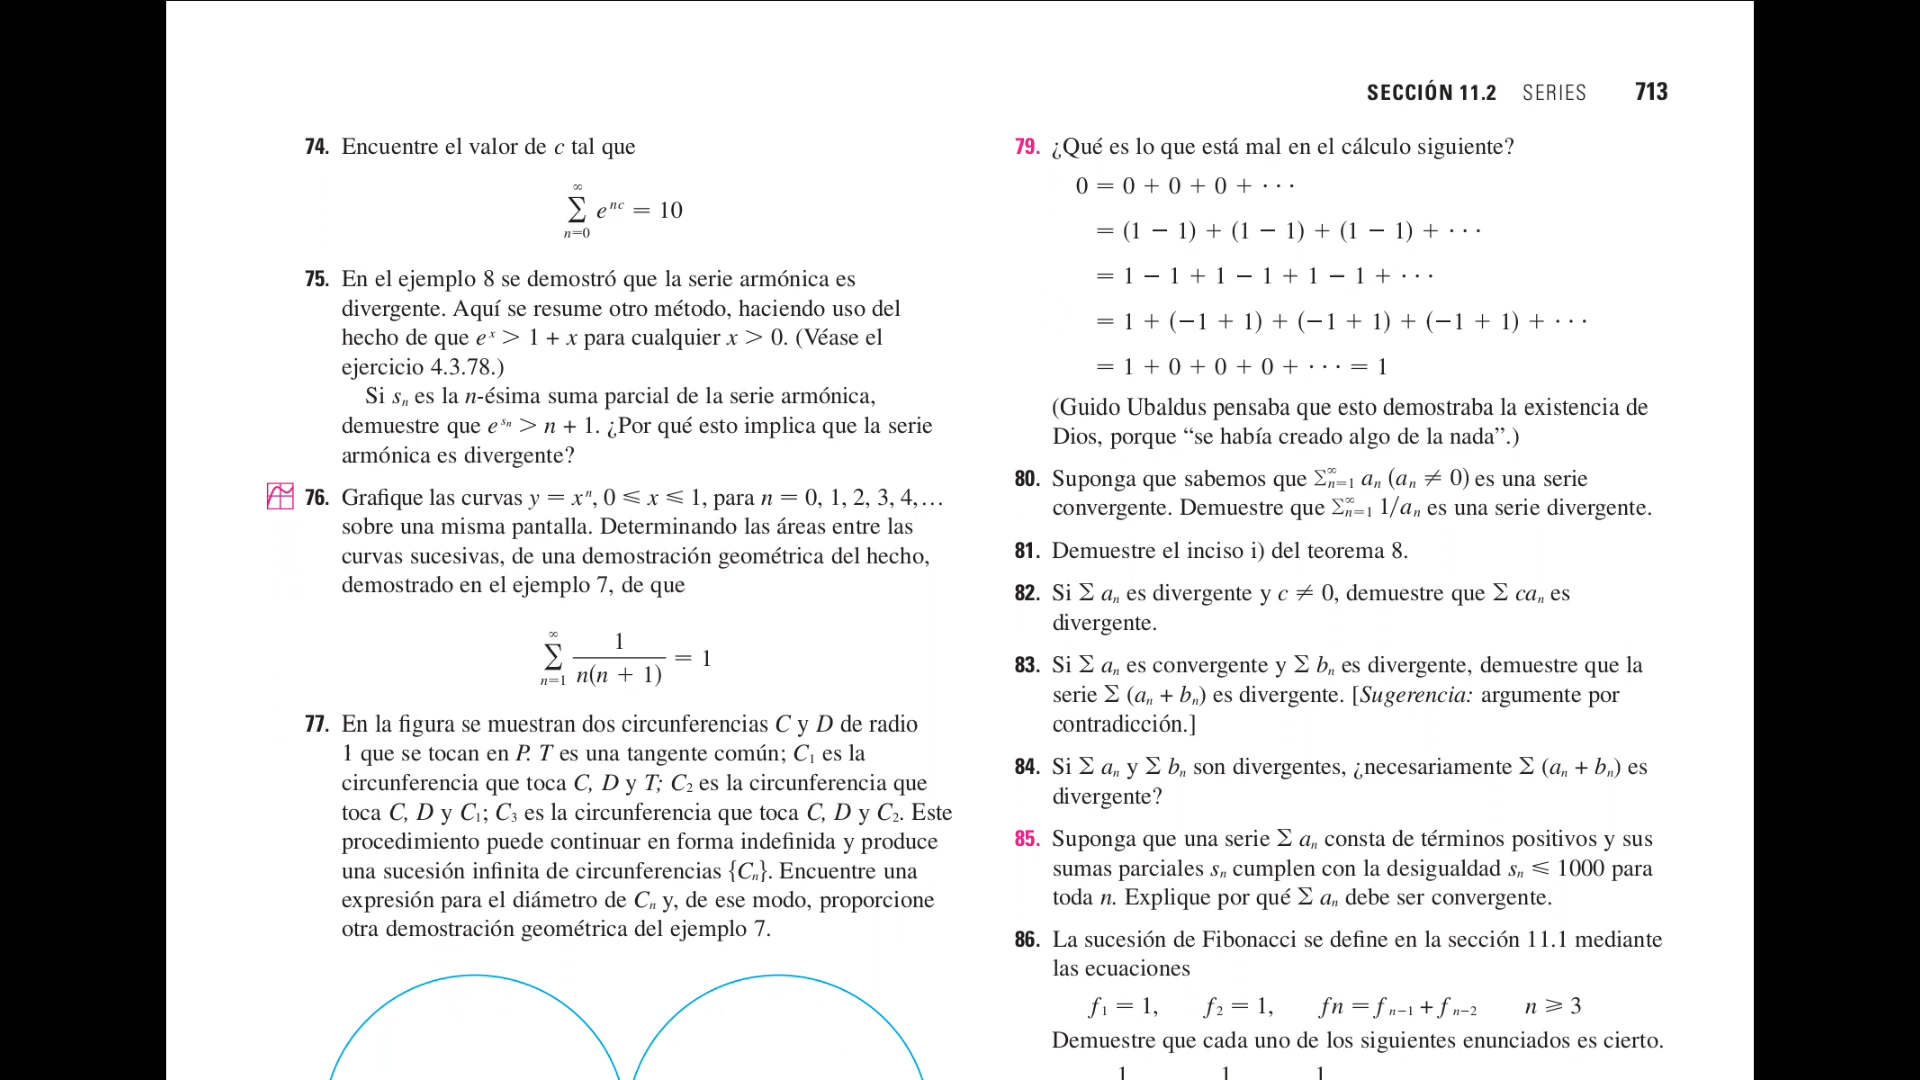 SECCIÓN 11.2 SERIES 713
74. Encuentre el valor de c tal que
∑_{n=0}^{∞} e^{nc} = 10
75. En el ejemplo 8 se demostró que la serie armónica es
divergente. Aquí se resume otro método, haciendo uso del
hecho de que e^x > 1 + x para cualquier x > 0. (Véase el
ejercicio 4.3.78.)
Si s_n es la n-ésima suma parcial de la serie armónica,
demuestre que e^{s_n} > n + 1. ¿Por qué esto implica que la serie
armónica es divergente?
76. Grafique las curvas y = x^n, 0 ⩽ x ⩽ 1, para n = 0, 1, 2, 3, 4,…
sobre una misma pantalla. Determinando las áreas entre las
curvas sucesivas, de una demostración geométrica del hecho,
demostrado en el ejemplo 7, de que
∑_{n=1}^{∞} 1/(n(n + 1)) = 1
77. En la figura se muestran dos circunferencias C y D de radio
1 que se tocan en P. T es una tangente común; C_1 es la
circunferencia que toca C, D y T; C_2 es la circunferencia que
toca C, D y C_1; C_3 es la circunferencia que toca C, D y C_2. Este
procedimiento puede continuar en forma indefinida y produce
una sucesión infinita de circunferencias {C_n}. Encuentre una
expresión para el diámetro de C_n y, de ese modo, proporcione
otra demostración geométrica del ejemplo 7.
79. ¿Qué es lo que está mal en el cálculo siguiente?
0 = 0 + 0 + 0 + · · ·
= (1 − 1) + (1 − 1) + (1 − 1) + · · ·
= 1 − 1 + 1 − 1 + 1 − 1 + · · ·
= 1 + (−1 + 1) + (−1 + 1) + (−1 + 1) + · · ·
= 1 + 0 + 0 + 0 + · · · = 1
(Guido Ubaldus pensaba que esto demostraba la existencia de
Dios, porque “se había creado algo de la nada”.)
80. Suponga que sabemos que Σ_{n=1}^{∞} a_n (a_n ≠ 0) es una serie
convergente. Demuestre que Σ_{n=1}^{∞} 1/a_n es una serie divergente.
81. Demuestre el inciso i) del teorema 8.
82. Si Σ a_n es divergente y c ≠ 0, demuestre que Σ ca_n es
divergente.
83. Si Σ a_n es convergente y Σ b_n es divergente, demuestre que la
serie Σ (a_n + b_n) es divergente. [Sugerencia: argumente por
contradicción.]
84. Si Σ a_n y Σ b_n son divergentes, ¿necesariamente Σ (a_n + b_n) es
divergente?
85. Suponga que una serie Σ a_n consta de términos positivos y sus
sumas parciales s_n cumplen con la desigualdad s_n ⩽ 1000 para
toda n. Explique por qué Σ a_n debe ser convergente.
86. La sucesión de Fibonacci se define en la sección 11.1 mediante
las ecuaciones
f_1 = 1, f_2 = 1, fn = f_{n−1} + f_{n−2} n ⩾ 3
Demuestre que cada uno de los siguientes enunciados es cierto.
1 1 1